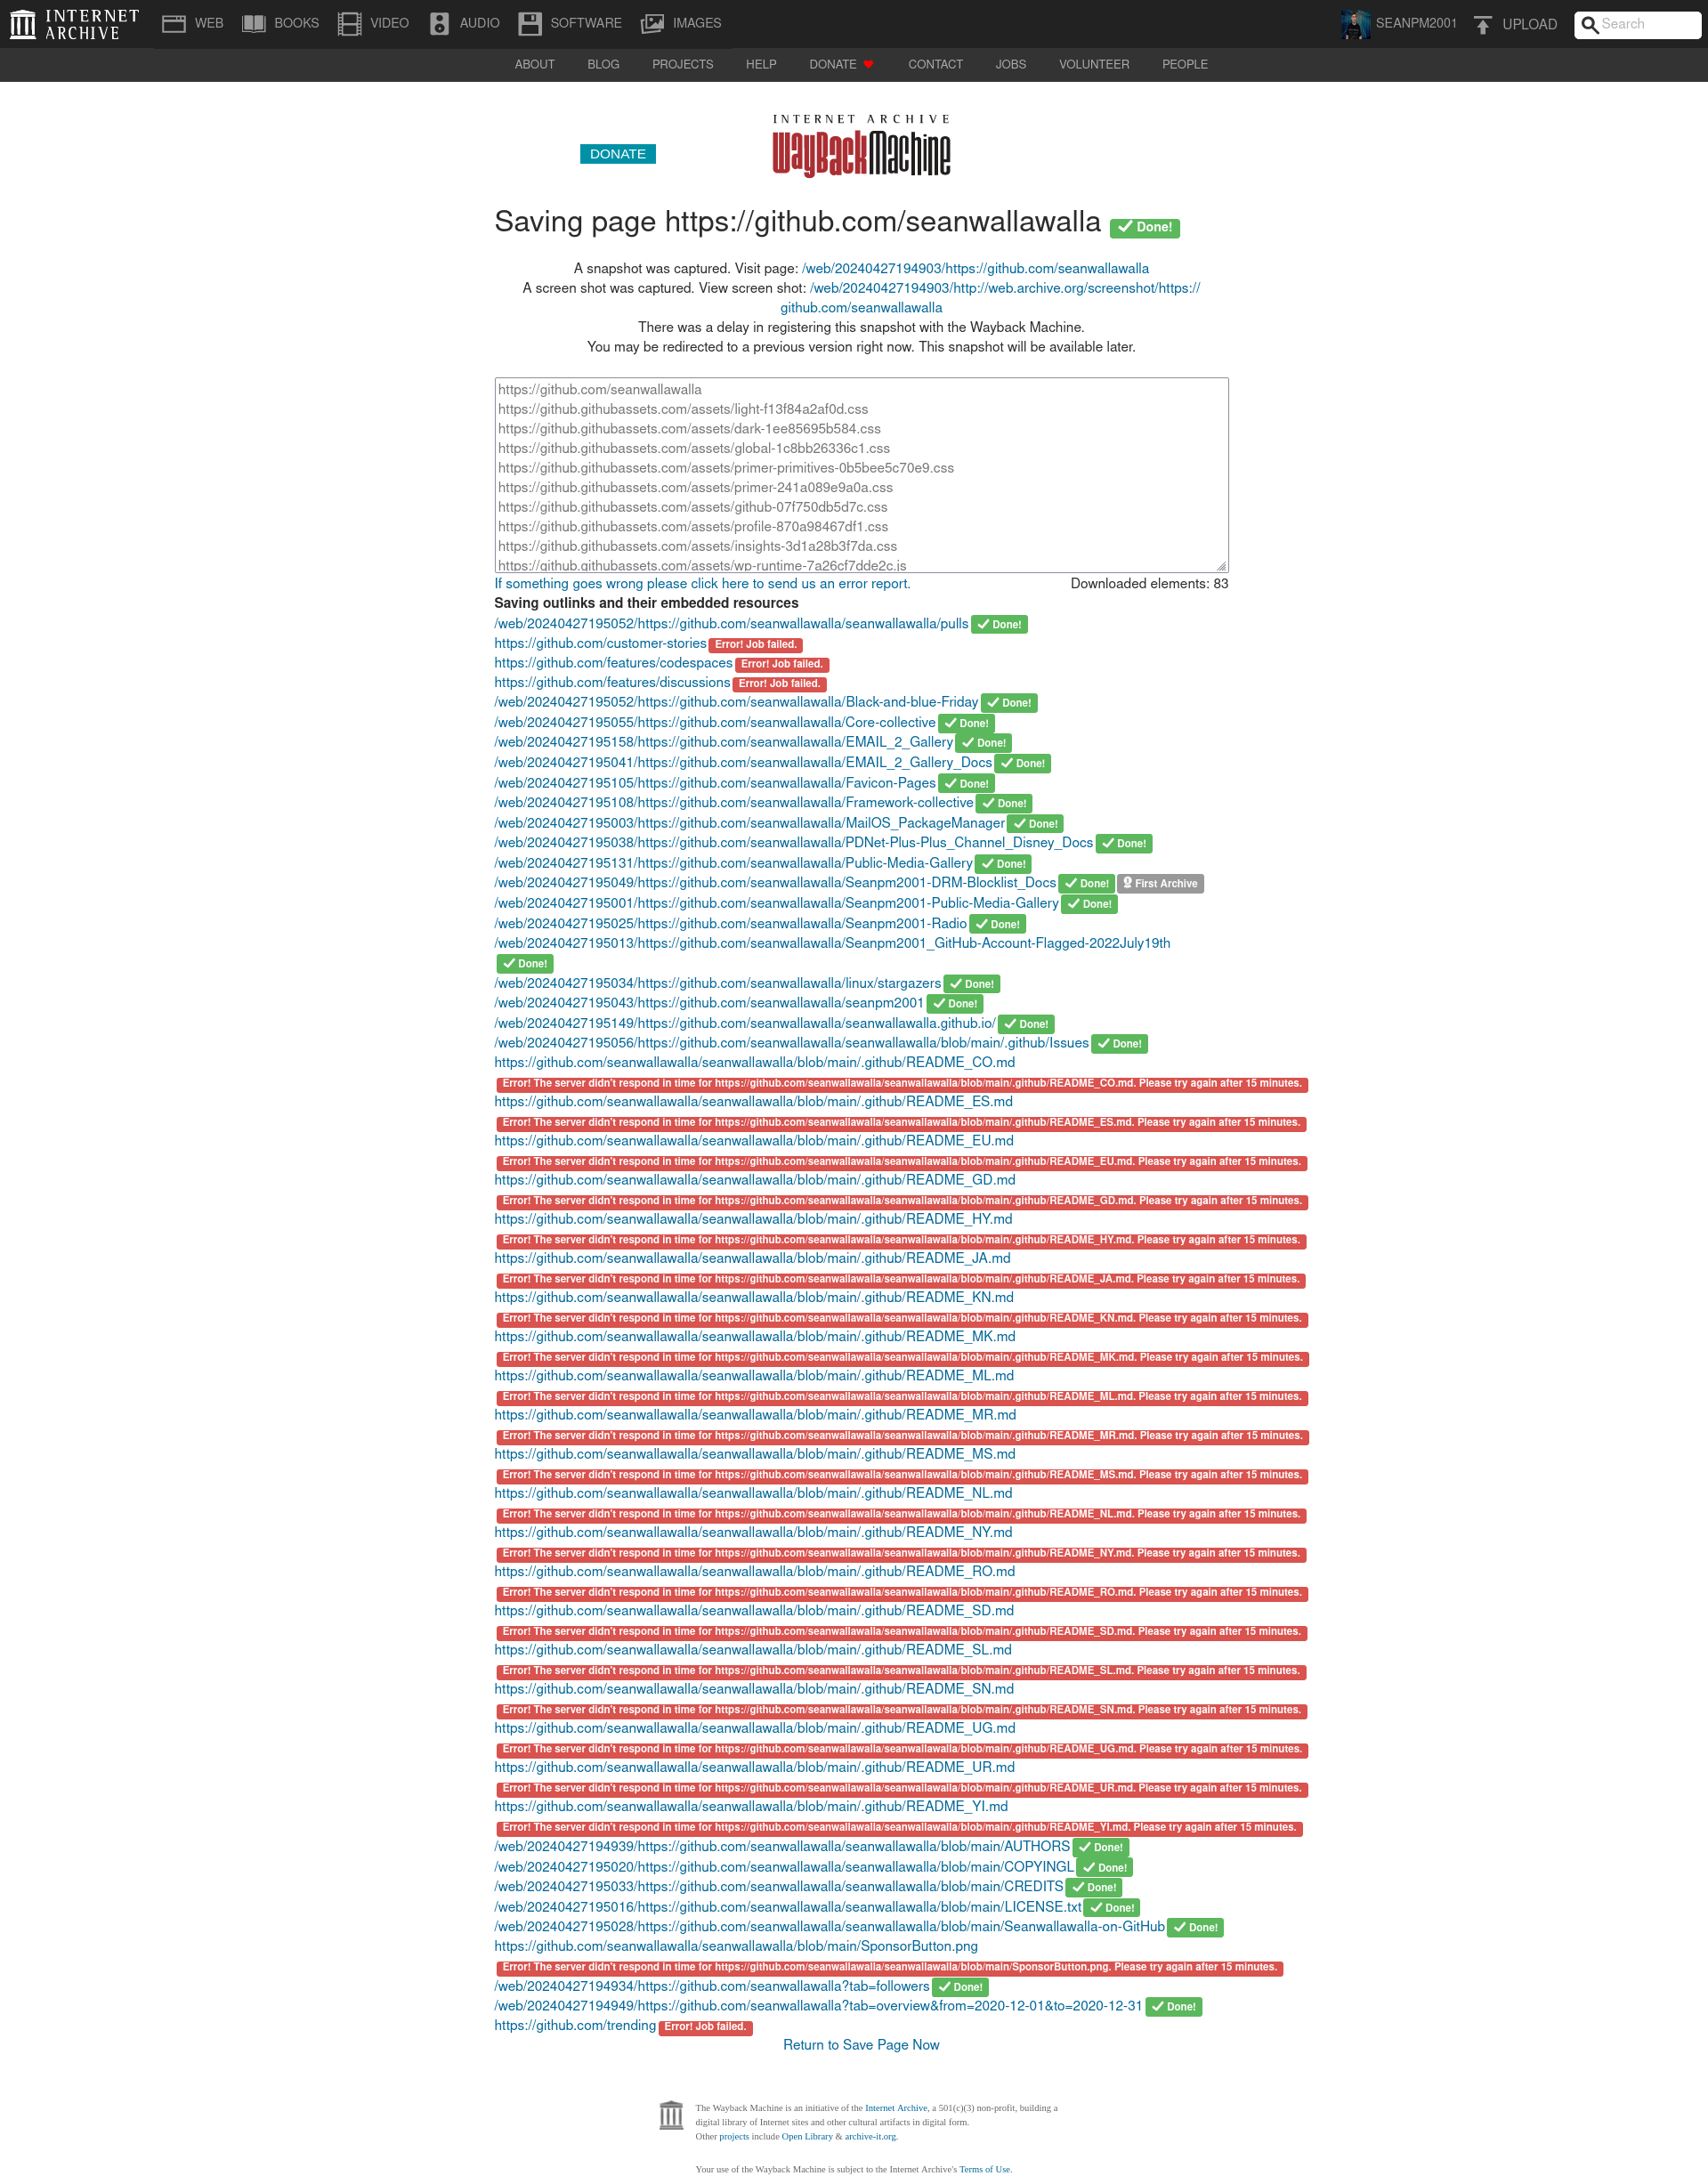 INTERNET ARCHIVE WEB BOOKS VIDEO AUDIO SOFTWARE IMAGES SEANPM2001 UPLOAD Search
ABOUT BLOG PROJECTS HELP DONATE CONTACT JOBS VOLUNTEER PEOPLE
INTERNET ARCHIVE
DONATE
WayBackMachine
Saving page https://github.com/seanwallawalla Done!
A snapshot was captured. Visit page: /web/20240427194903/https://github.com/seanwallawalla
A screen shot was captured. View screen shot: /web/20240427194903/http://web.archive.org/screenshot/https://
github.com/seanwallawalla
There was a delay in registering this snapshot with the Wayback Machine.
You may be redirected to a previous version right now. This snapshot will be available later.
https://github.com/seanwallawalla
https://github.githubassets.com/assets/light-f13f84a2af0d.css
https://github.githubassets.com/assets/dark-1ee85695b584.css
https://github.githubassets.com/assets/global-1c8bb26336c1.css
https://github.githubassets.com/assets/primer-primitives-0b5bee5c70e9.css
https://github.githubassets.com/assets/primer-241a089e9a0a.css
https://github.githubassets.com/assets/github-07f750db5d7c.css
https://github.githubassets.com/assets/profile-870a98467df1.css
https://github.githubassets.com/assets/insights-3d1a28b3f7da.css
https://github.githubassets.com/assets/wp-runtime-7a26cf7dde2c.js
If something goes wrong please click here to send us an error report. Downloaded elements: 83
Saving outlinks and their embedded resources
/web/20240427195052/https://github.com/seanwallawalla/seanwallawalla/pulls Done!
https://github.com/customer-stories Error! Job failed.
https://github.com/features/codespaces Error! Job failed.
https://github.com/features/discussions Error! Job failed.
/web/20240427195052/https://github.com/seanwallawalla/Black-and-blue-Friday Done!
/web/20240427195055/https://github.com/seanwallawalla/Core-collective Done!
/web/20240427195158/https://github.com/seanwallawalla/EMAIL_2_Gallery Done!
/web/20240427195041/https://github.com/seanwallawalla/EMAIL_2_Gallery_Docs Done!
/web/20240427195105/https://github.com/seanwallawalla/Favicon-Pages Done!
/web/20240427195108/https://github.com/seanwallawalla/Framework-collective Done!
/web/20240427195003/https://github.com/seanwallawalla/MailOS_PackageManager Done!
/web/20240427195038/https://github.com/seanwallawalla/PDNet-Plus-Plus_Channel_Disney_Docs Done!
/web/20240427195131/https://github.com/seanwallawalla/Public-Media-Gallery Done!
/web/20240427195049/https://github.com/seanwallawalla/Seanpm2001-DRM-Blocklist_Docs Done! First Archive
/web/20240427195001/https://github.com/seanwallawalla/Seanpm2001-Public-Media-Gallery Done!
/web/20240427195025/https://github.com/seanwallawalla/Seanpm2001-Radio Done!
/web/20240427195013/https://github.com/seanwallawalla/Seanpm2001_GitHub-Account-Flagged-2022July19th
Done!
/web/20240427195034/https://github.com/seanwallawalla/linux/stargazers Done!
/web/20240427195043/https://github.com/seanwallawalla/seanpm2001 Done!
/web/20240427195149/https://github.com/seanwallawalla/seanwallawalla.github.io/ Done!
/web/20240427195056/https://github.com/seanwallawalla/seanwallawalla/blob/main/.github/Issues Done!
https://github.com/seanwallawalla/seanwallawalla/blob/main/.github/README_CO.md
Error! The server didn't respond in time for https://github.com/seanwallawalla/seanwallawalla/blob/main/.github/README_CO.md. Please try again after 15 minutes.
https://github.com/seanwallawalla/seanwallawalla/blob/main/.github/README_ES.md
Error! The server didn't respond in time for https://github.com/seanwallawalla/seanwallawalla/blob/main/.github/README_ES.md. Please try again after 15 minutes.
https://github.com/seanwallawalla/seanwallawalla/blob/main/.github/README_EU.md
Error! The server didn't respond in time for https://github.com/seanwallawalla/seanwallawalla/blob/main/.github/README_EU.md. Please try again after 15 minutes.
https://github.com/seanwallawalla/seanwallawalla/blob/main/.github/README_GD.md
Error! The server didn't respond in time for https://github.com/seanwallawalla/seanwallawalla/blob/main/.github/README_GD.md. Please try again after 15 minutes.
https://github.com/seanwallawalla/seanwallawalla/blob/main/.github/README_HY.md
Error! The server didn't respond in time for https://github.com/seanwallawalla/seanwallawalla/blob/main/.github/README_HY.md. Please try again after 15 minutes.
https://github.com/seanwallawalla/seanwallawalla/blob/main/.github/README_JA.md
Error! The server didn't respond in time for https://github.com/seanwallawalla/seanwallawalla/blob/main/.github/README_JA.md. Please try again after 15 minutes.
https://github.com/seanwallawalla/seanwallawalla/blob/main/.github/README_KN.md
Error! The server didn't respond in time for https://github.com/seanwallawalla/seanwallawalla/blob/main/.github/README_KN.md. Please try again after 15 minutes.
https://github.com/seanwallawalla/seanwallawalla/blob/main/.github/README_MK.md
Error! The server didn't respond in time for https://github.com/seanwallawalla/seanwallawalla/blob/main/.github/README_MK.md. Please try again after 15 minutes.
https://github.com/seanwallawalla/seanwallawalla/blob/main/.github/README_ML.md
Error! The server didn't respond in time for https://github.com/seanwallawalla/seanwallawalla/blob/main/.github/README_ML.md. Please try again after 15 minutes.
https://github.com/seanwallawalla/seanwallawalla/blob/main/.github/README_MR.md
Error! The server didn't respond in time for https://github.com/seanwallawalla/seanwallawalla/blob/main/.github/README_MR.md. Please try again after 15 minutes.
https://github.com/seanwallawalla/seanwallawalla/blob/main/.github/README_MS.md
Error! The server didn't respond in time for https://github.com/seanwallawalla/seanwallawalla/blob/main/.github/README_MS.md. Please try again after 15 minutes.
https://github.com/seanwallawalla/seanwallawalla/blob/main/.github/README_NL.md
Error! The server didn't respond in time for https://github.com/seanwallawalla/seanwallawalla/blob/main/.github/README_NL.md. Please try again after 15 minutes.
https://github.com/seanwallawalla/seanwallawalla/blob/main/.github/README_NY.md
Error! The server didn't respond in time for https://github.com/seanwallawalla/seanwallawalla/blob/main/.github/README_NY.md. Please try again after 15 minutes.
https://github.com/seanwallawalla/seanwallawalla/blob/main/.github/README_RO.md
Error! The server didn't respond in time for https://github.com/seanwallawalla/seanwallawalla/blob/main/.github/README_RO.md. Please try again after 15 minutes.
https://github.com/seanwallawalla/seanwallawalla/blob/main/.github/README_SD.md
Error! The server didn't respond in time for https://github.com/seanwallawalla/seanwallawalla/blob/main/.github/README_SD.md. Please try again after 15 minutes.
https://github.com/seanwallawalla/seanwallawalla/blob/main/.github/README_SL.md
Error! The server didn't respond in time for https://github.com/seanwallawalla/seanwallawalla/blob/main/.github/README_SL.md. Please try again after 15 minutes.
https://github.com/seanwallawalla/seanwallawalla/blob/main/.github/README_SN.md
Error! The server didn't respond in time for https://github.com/seanwallawalla/seanwallawalla/blob/main/.github/README_SN.md. Please try again after 15 minutes.
https://github.com/seanwallawalla/seanwallawalla/blob/main/.github/README_UG.md
Error! The server didn't respond in time for https://github.com/seanwallawalla/seanwallawalla/blob/main/.github/README_UG.md. Please try again after 15 minutes.
https://github.com/seanwallawalla/seanwallawalla/blob/main/.github/README_UR.md
Error! The server didn't respond in time for https://github.com/seanwallawalla/seanwallawalla/blob/main/.github/README_UR.md. Please try again after 15 minutes.
https://github.com/seanwallawalla/seanwallawalla/blob/main/.github/README_YI.md
Error! The server didn't respond in time for https://github.com/seanwallawalla/seanwallawalla/blob/main/.github/README_YI.md. Please try again after 15 minutes.
/web/20240427194939/https://github.com/seanwallawalla/seanwallawalla/blob/main/AUTHORS Done!
/web/20240427195020/https://github.com/seanwallawalla/seanwallawalla/blob/main/COPYINGL Done!
/web/20240427195033/https://github.com/seanwallawalla/seanwallawalla/blob/main/CREDITS Done!
/web/20240427195016/https://github.com/seanwallawalla/seanwallawalla/blob/main/LICENSE.txt Done!
/web/20240427195028/https://github.com/seanwallawalla/seanwallawalla/blob/main/Seanwallawalla-on-GitHub Done!
https://github.com/seanwallawalla/seanwallawalla/blob/main/SponsorButton.png
Error! The server didn't respond in time for https://github.com/seanwallawalla/seanwallawalla/blob/main/SponsorButton.png. Please try again after 15 minutes.
/web/20240427194934/https://github.com/seanwallawalla?tab=followers Done!
/web/20240427194949/https://github.com/seanwallawalla?tab=overview&from=2020-12-01&to=2020-12-31 Done!
https://github.com/trending Error! Job failed.
Return to Save Page Now
The Wayback Machine is an initiative of the Internet Archive, a 501(c)(3) non-profit, building a
digital library of Internet sites and other cultural artifacts in digital form.
Other projects include Open Library & archive-it.org.
Your use of the Wayback Machine is subject to the Internet Archive's Terms of Use.